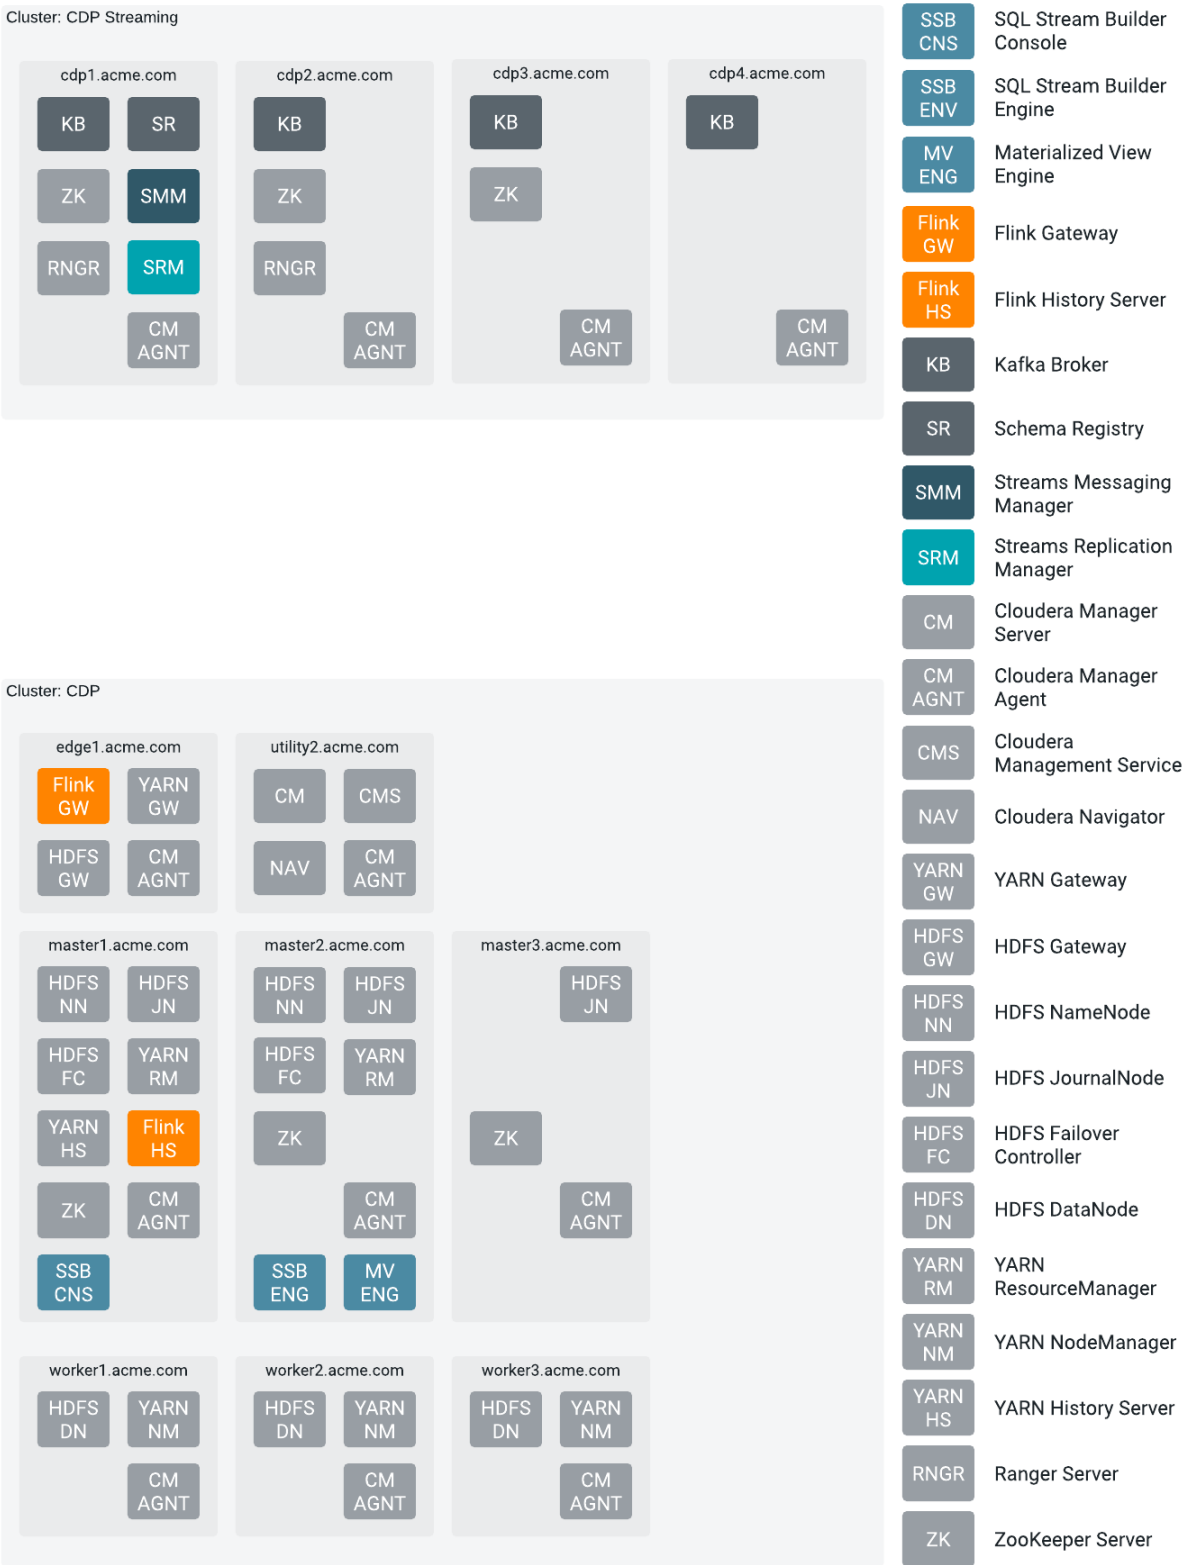 Cluster: CDP Streaming
cdp1.acme.com
KB
SR
ZK
SMM
RNGR
SRM
CM
AGNT
cdp2.acme.com
KB
ZK
RNGR
CM
AGNT
cdp3.acme.com
KB
ZK
CM
AGNT
cdp4.acme.com
KB
CM
AGNT
Cluster: CDP
edge1.acme.com
Flink
GW
YARN
GW
HDFS
GW
CM
AGNT
utility2.acme.com
CM
CMS
NAV
CM
AGNT
master1.acme.com
HDFS
NN
HDFS
JN
HDFS
FC
YARN
RM
YARN
HS
Flink
HS
ZK
CM
AGNT
SSB
CNS
master2.acme.com
HDFS
NN
HDFS
JN
HDFS
FC
YARN
RM
ZK
CM
AGNT
SSB
ENG
MV
ENG
master3.acme.com
HDFS
JN
ZK
CM
AGNT
worker1.acme.com
HDFS
DN
YARN
NM
CM
AGNT
worker2.acme.com
HDFS
DN
YARN
NM
CM
AGNT
worker3.acme.com
HDFS
DN
YARN
NM
CM
AGNT
SSB
CNS
SQL Stream Builder
Console
SSB
ENV
SQL Stream Builder
Engine
MV
ENG
Materialized View
Engine
Flink
GW
Flink Gateway
Flink
HS
Flink History Server
KB
Kafka Broker
SR
Schema Registry
SMM
Streams Messaging
Manager
SRM
Streams Replication
Manager
CM
Cloudera Manager
Server
CM
AGNT
Cloudera Manager
Agent
CMS
Cloudera
Management Service
NAV
Cloudera Navigator
YARN
GW
YARN Gateway
HDFS
GW
HDFS Gateway
HDFS
NN
HDFS NameNode
HDFS
JN
HDFS JournalNode
HDFS
FC
HDFS Failover
Controller
HDFS
DN
HDFS DataNode
YARN
RM
YARN
ResourceManager
YARN
NM
YARN NodeManager
YARN
HS
YARN History Server
RNGR
Ranger Server
ZK
ZooKeeper Server